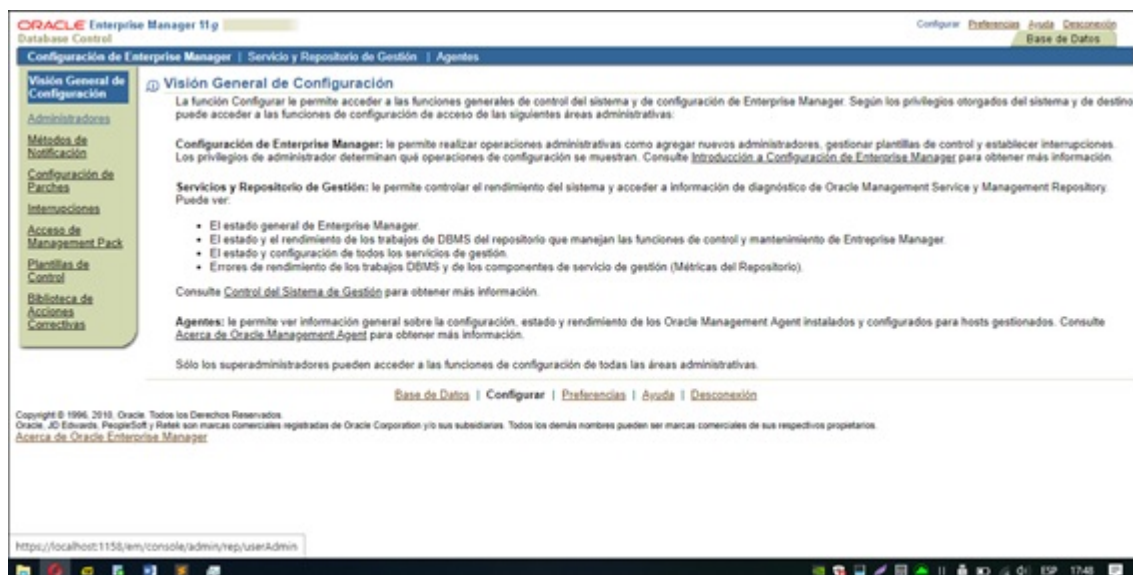 ORACLE Enterprise Manager 11g
Database Control
Configurar Preferencias Ayuda Desconexión
Base de Datos
Configuración de Enterprise Manager | Servicio y Repositorio de Gestión | Agentes
Visión General de
Configuración
Administradores
Métodos de
Notificación
Configuración de
Parches
Interrupciones
Acceso de
Management Pack
Plantillas de
Control
Biblioteca de
Acciones
Correctivas
Visión General de Configuración
La función Configurar le permite acceder a las funciones generales de control del sistema y de configuración de Enterprise Manager. Según los privilegios otorgados del sistema y de destino
puede acceder a las funciones de configuración de acceso de las siguientes áreas administrativas:
Configuración de Enterprise Manager: le permite realizar operaciones administrativas como agregar nuevos administradores, gestionar plantillas de control y establecer interrupciones.
Los privilegios de administrador determinan qué operaciones de configuración se muestran. Consulte Introducción a Configuración de Enterprise Manager para obtener más información.
Servicios y Repositorio de Gestión: le permite controlar el rendimiento del sistema y acceder a información de diagnóstico de Oracle Management Service y Management Repository.
Puede ver:
• El estado general de Enterprise Manager.
• El estado y el rendimiento de los trabajos de DBMS del repositorio que manejan las funciones de control y mantenimiento de Entreprise Manager.
• El estado y configuración de todos los servicios de gestión.
• Errores de rendimiento de los trabajos DBMS y de los componentes de servicio de gestión (Métricas del Repositorio).
Consulte Control del Sistema de Gestión para obtener más información.
Agentes: le permite ver información general sobre la configuración, estado y rendimiento de los Oracle Management Agent instalados y configurados para hosts gestionados. Consulte
Acerca de Oracle Management Agent para obtener más información.
Sólo los superadministradores pueden acceder a las funciones de configuración de todas las áreas administrativas.
Base de Datos | Configurar | Preferencias | Ayuda | Desconexión
Copyright © 1996, 2010, Oracle. Todos los Derechos Reservados.
Oracle, JD Edwards, PeopleSoft y Retek son marcas comerciales registradas de Oracle Corporation y/o sus subsidiarias. Todos los demás nombres pueden ser marcas comerciales de sus respectivos propietarios.
Acerca de Oracle Enterprise Manager
https://localhost:1158/em/console/admin/rep/userAdmin
ESP 17:48